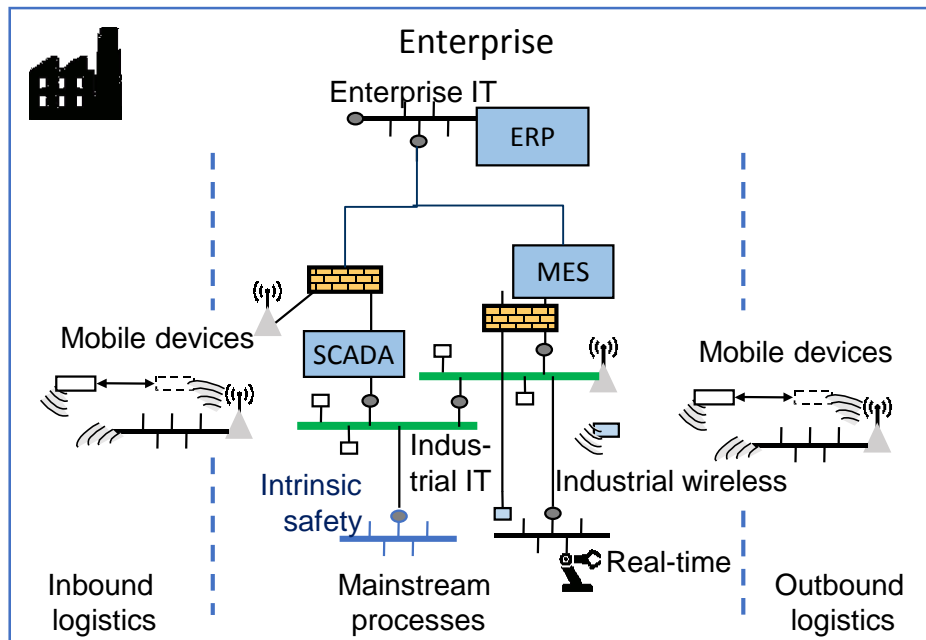 Enterprise
Enterprise IT
ERP
MES
Mobile devices
SCADA
Mobile devices
Indus-
trial IT
Intrinsic
safety
Industrial wireless
Real-time
Inbound
logistics
Mainstream
processes
Outbound
logistics